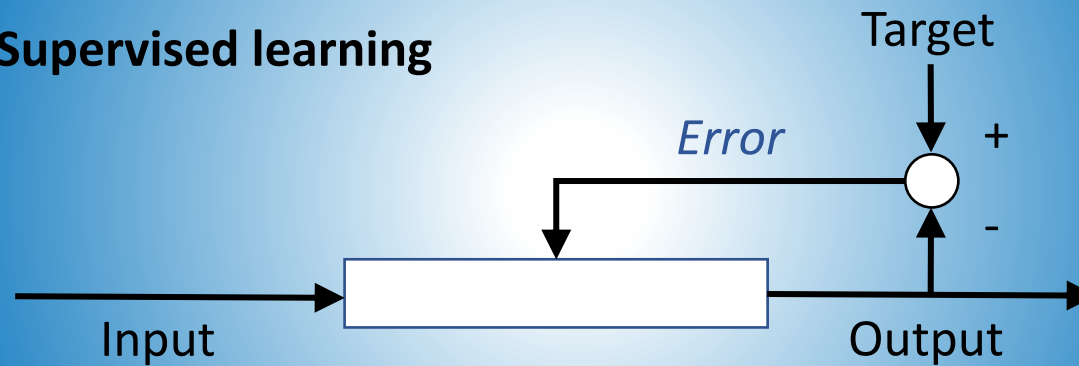 Supervised learning
Target
Error
+
-
Input
Output